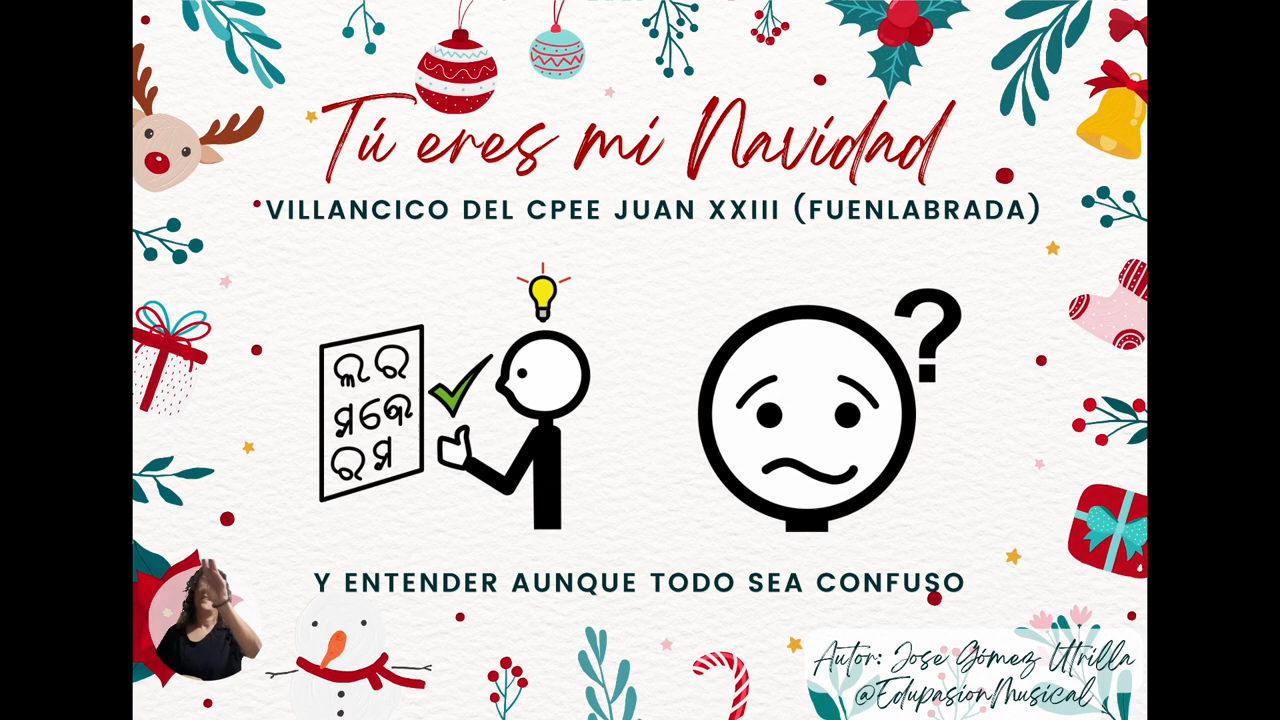 Tú eres mi Navidad
VILLANCICO DEL CPEE JUAN XXIII (FUENLABRADA)
ଲ ର
ମ ଷେ
ର ମ
?
Y ENTENDER AUNQUE TODO SEA CONFUSO
Autor: Jose Gómez Utrilla
@EdupasionMusical